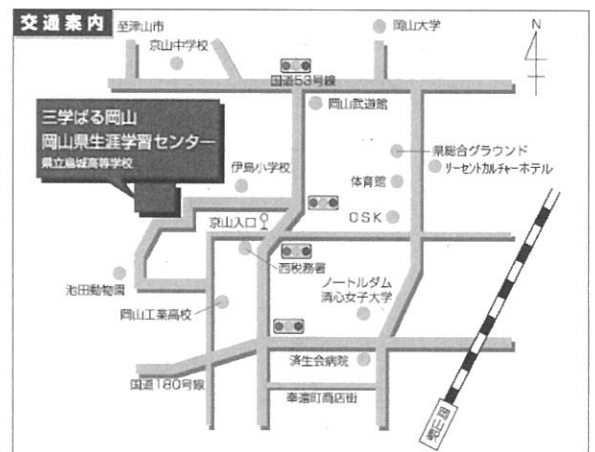 交通案内
至津山市
京山中学校
岡山大学
N
国道53号線
岡山武道館
三学ぱる岡山
岡山県生涯学習センター
県立烏城高等学校
県総合グラウンド
リーセントカルチャーホテル
伊島小学校
体育館
京山入口
OSK
西税務署
池田動物園
ノートルダム
清心女子大学
岡山工業高校
済生会病院
国道180号線
奉還町商店街
岡山駅